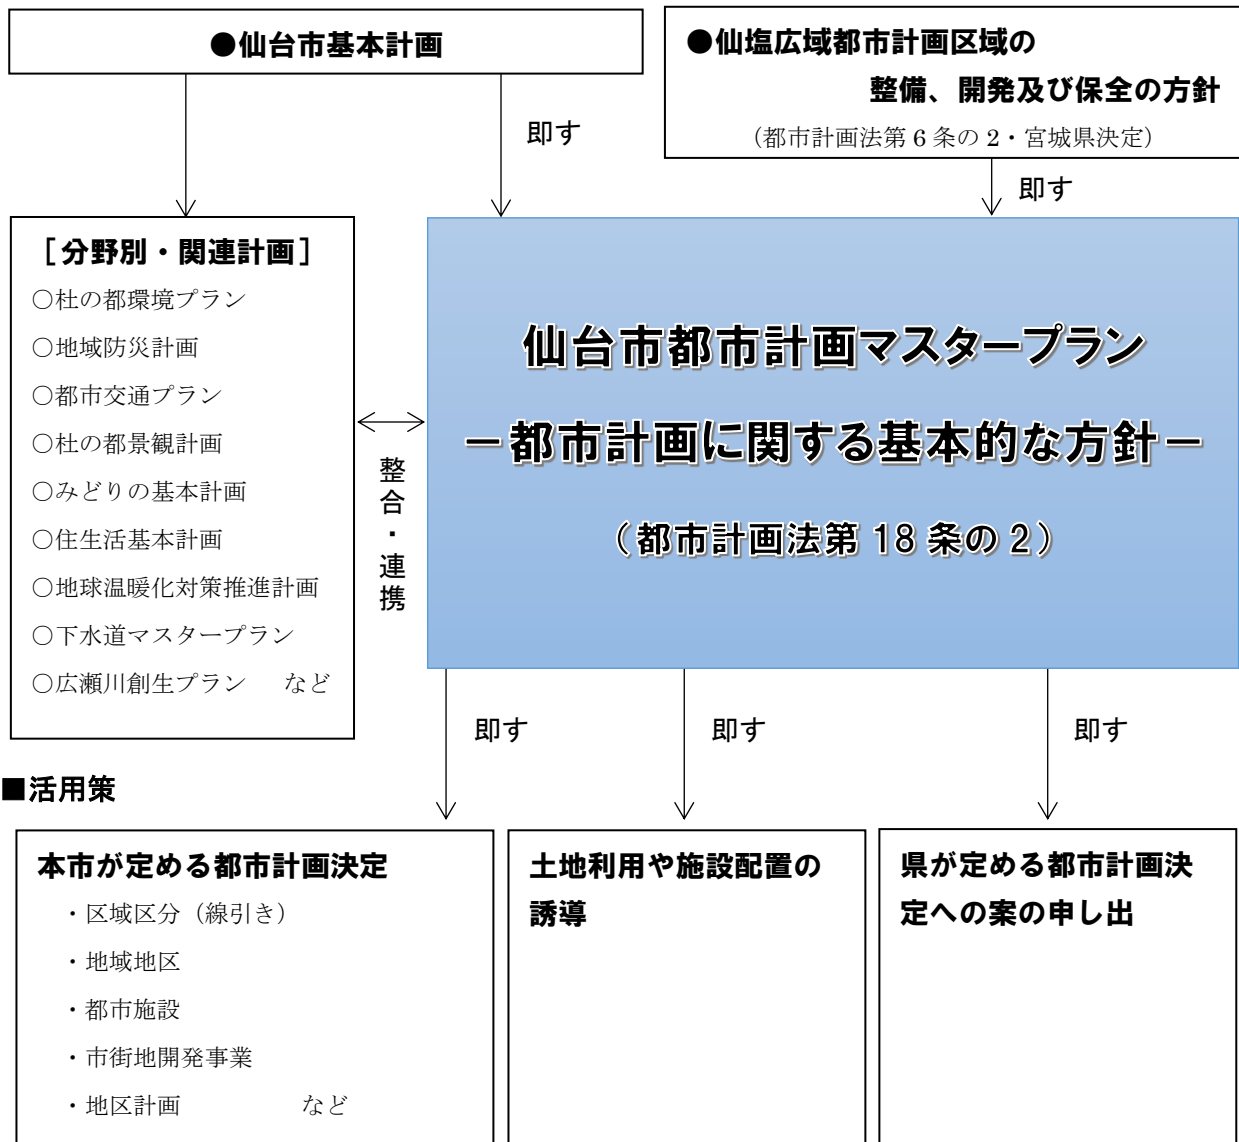 ●仙台市基本計画
●仙塩広域都市計画区域の
整備、開発及び保全の方針
（都市計画法第6条の2・宮城県決定）
即す
即す
［分野別・関連計画］
○杜の都環境プラン
○地域防災計画
○都市交通プラン
○杜の都景観計画
○みどりの基本計画
○住生活基本計画
○地球温暖化対策推進計画
○下水道マスタープラン
○広瀬川創生プラン　など
整合・連携
仙台市都市計画マスタープラン
－都市計画に関する基本的な方針－
（都市計画法第 18 条の 2）
即す
即す
即す
■活用策
本市が定める都市計画決定
・区域区分（線引き）
・地域地区
・都市施設
・市街地開発事業
・地区計画　など
土地利用や施設配置の
誘導
県が定める都市計画決
定への案の申し出